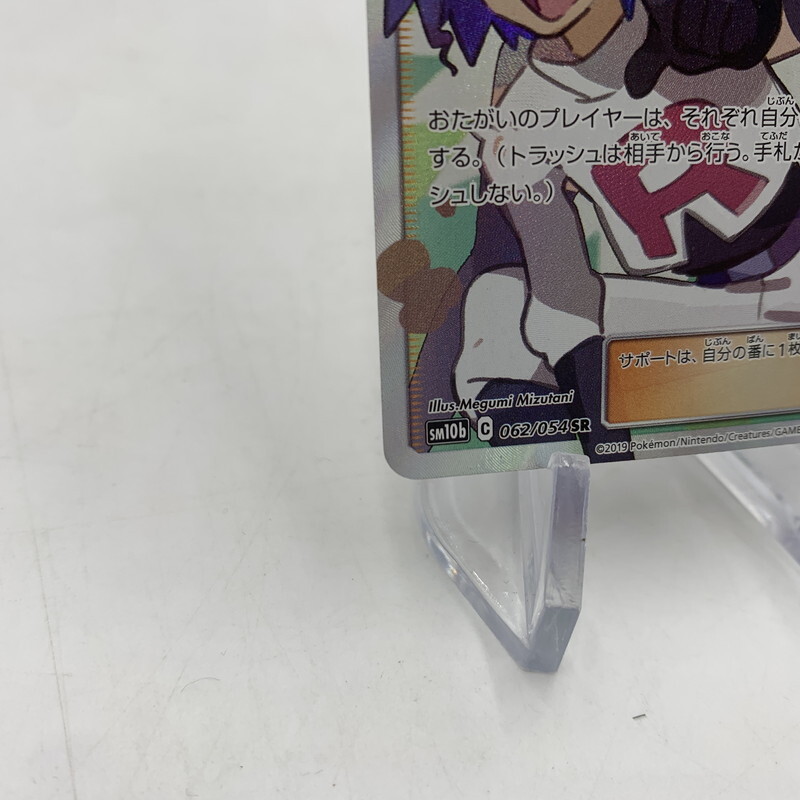 おたがいのプレイヤーは、それぞれ自分
する。（トラッシュは相手から行う。手札が
シュしない。）
サポートは、自分の番に1枚
Illus.Megumi Mizutani
sm10b C 062/054 SR
©2019 Pokémon/Nintendo/Creatures/GAME
R